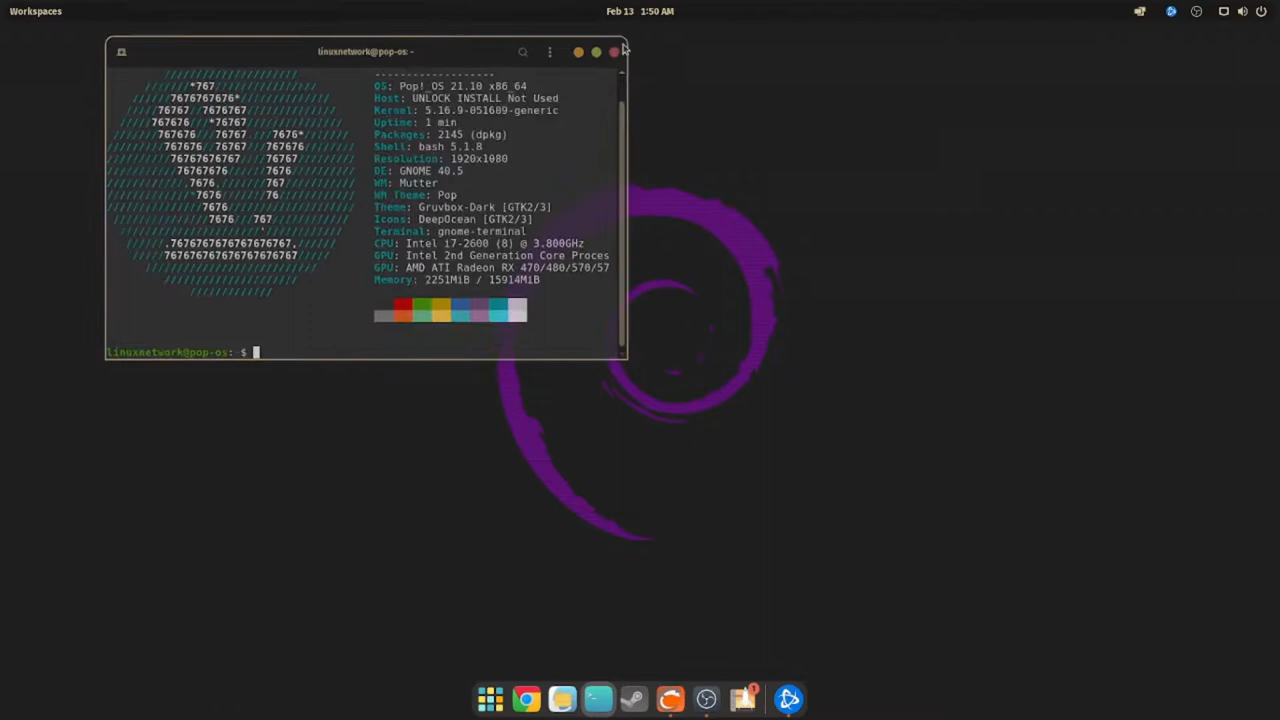 Workspaces
Feb 13 1:50 AM
linuxnetwork@pop-os: ~
-------------------
OS: Pop!_OS 21.10 x86_64
Host: UNLOCK INSTALL Not Used
Kernel: 5.16.9-051609-generic
Uptime: 1 min
Packages: 2145 (dpkg)
Shell: bash 5.1.8
Resolution: 1920x1080
DE: GNOME 40.5
WM: Mutter
WM Theme: Pop
Theme: Gruvbox-Dark [GTK2/3]
Icons: DeepOcean [GTK2/3]
Terminal: gnome-terminal
CPU: Intel i7-2600 (8) @ 3.800GHz
GPU: Intel 2nd Generation Core Proces
GPU: AMD ATI Radeon RX 470/480/570/57
Memory: 2251MiB / 15914MiB
linuxnetwork@pop-os:~$
1